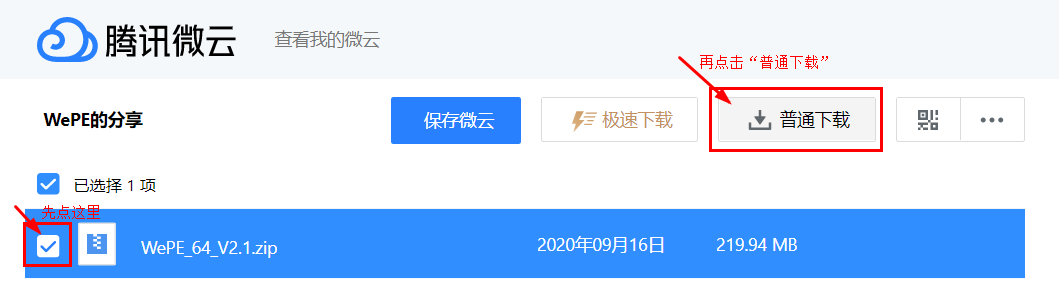 腾讯微云
查看我的微云
再点击“普通下载”
WePE的分享
保存微云
极速下载
普通下载
已选择 1 项
先点这里
WePE_64_V2.1.zip
2020年09月16日
219.94 MB